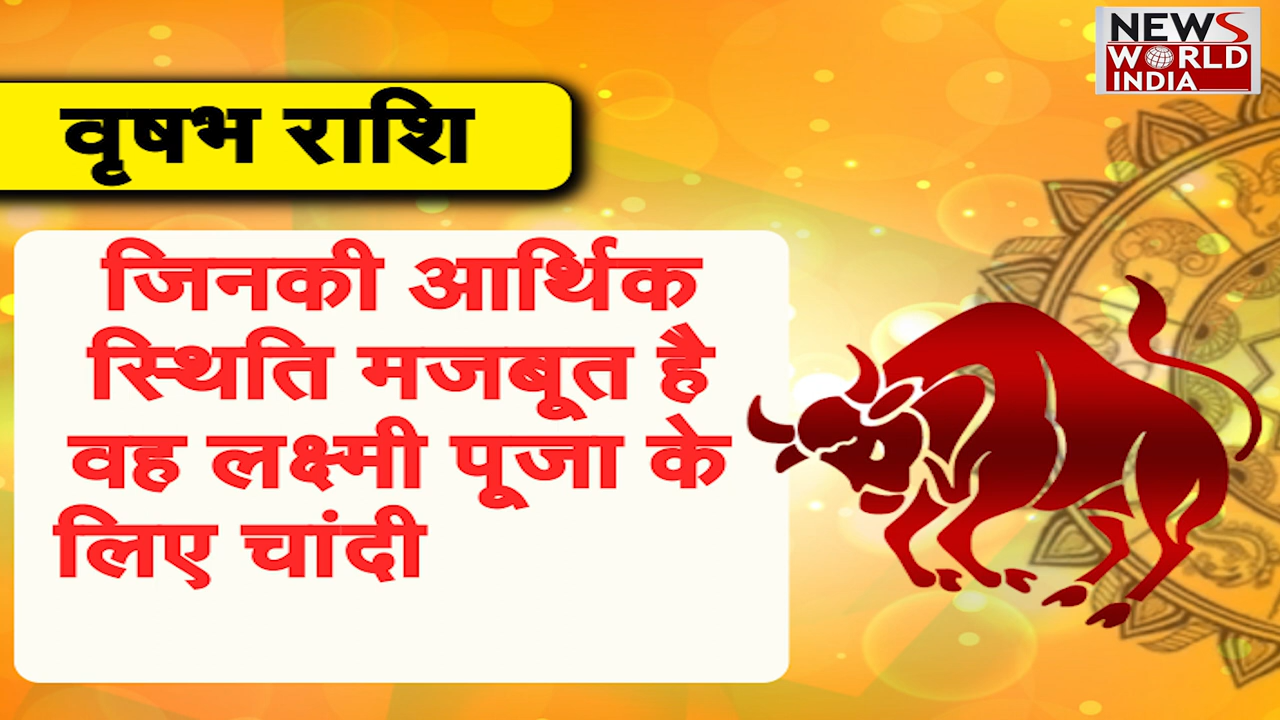 NEWS
WORLD
INDIA
वृषभ राशि
जिनकी आर्थिक
स्थिति मजबूत है
वह लक्ष्मी पूजा के
लिए चांदी